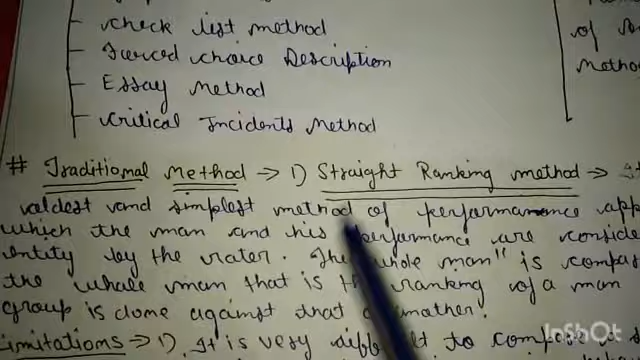 Check list method
of
Forced choice Description
Metho
Essay Method
Critical Incidents Method
# Traditional Method → 1) Straight Ranking method →
oldest and simplest method of performance app
which the man and his performance are conside
entity by the rater. The whole man" is compa
the whole man that is the ranking of a man
group is done against that another.
Limitations → 1) It is very to compare
InShOt